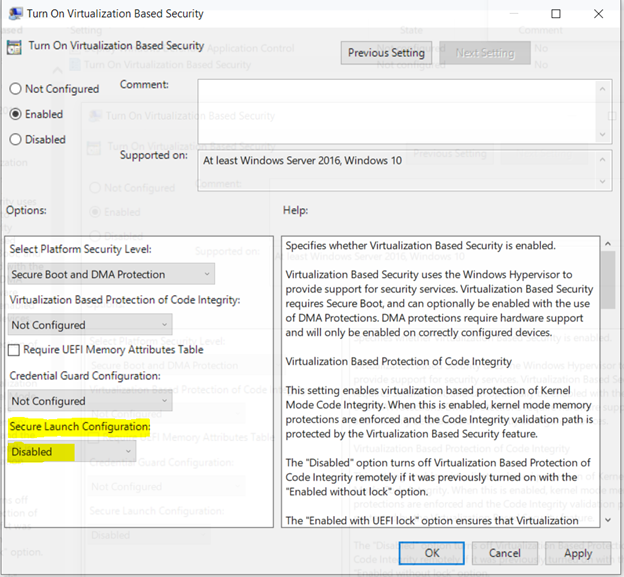 Turn On Virtualization Based Security
Turn On Virtualization Based Security
Previous Setting
Next Setting
Not Configured
Enabled
Disabled
Comment:
Supported on:
At least Windows Server 2016, Windows 10
Options:
Help:
Select Platform Security Level:
Secure Boot and DMA Protection
Virtualization Based Protection of Code Integrity:
Not Configured
Require UEFI Memory Attributes Table
Credential Guard Configuration:
Not Configured
Secure Launch Configuration:
Disabled
Specifies whether Virtualization Based Security is enabled.
Virtualization Based Security uses the Windows Hypervisor to
provide support for security services. Virtualization Based Security
requires Secure Boot, and can optionally be enabled with the use
of DMA Protections. DMA protections require hardware support
and will only be enabled on correctly configured devices.
Virtualization Based Protection of Code Integrity
This setting enables virtualization based protection of Kernel
Mode Code Integrity. When this is enabled, kernel mode memory
protections are enforced and the Code Integrity validation path is
protected by the Virtualization Based Security feature.
The "Disabled" option turns off Virtualization Based Protection of
Code Integrity remotely if it was previously turned on with the
"Enabled without lock" option.
The "Enabled with UEFI lock" option ensures that Virtualization
OK
Cancel
Apply